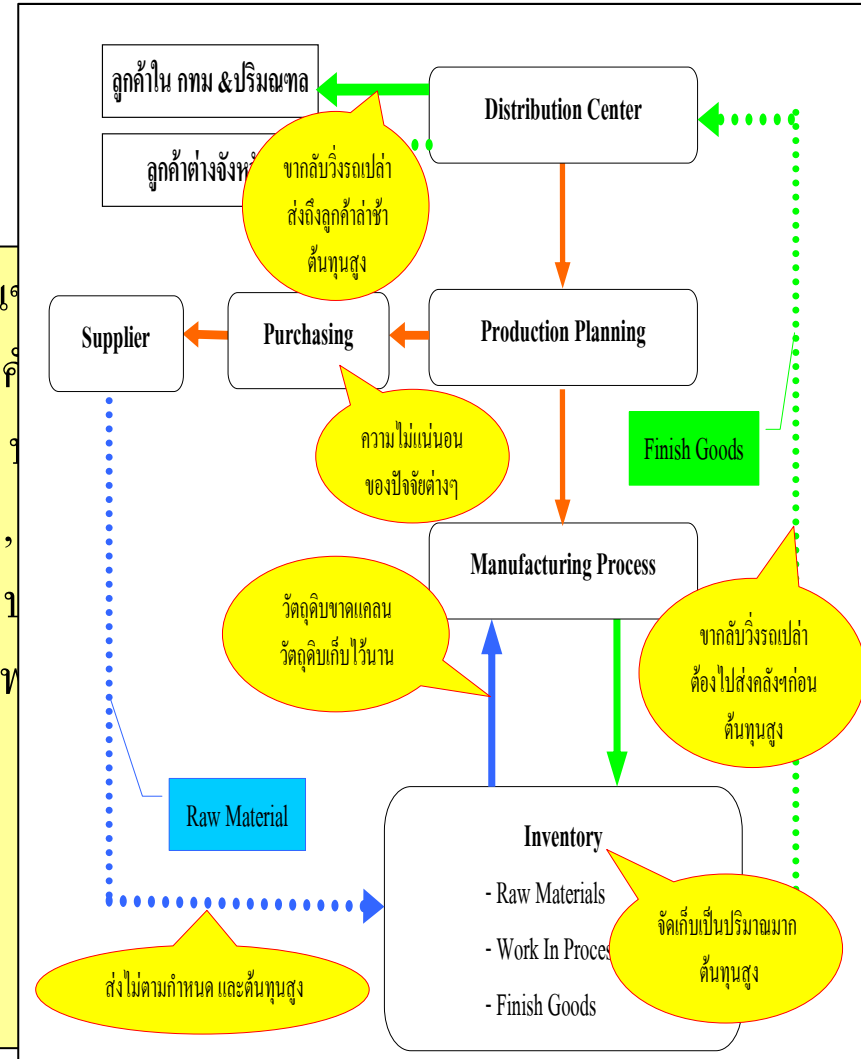 ลูกค้าใน กทม &ปริมณฑล
Distribution Center
ลูกค้าต่างจังหวั
ขากลับวิ่งรถเปล่า
ส่งถึงลูกค้าล่าช้า
ต้นทุนสูง
Supplier
Purchasing
Production Planning
ความไม่แน่นอน
ของปัจจัยต่างๆ
Finish Goods
Manufacturing Process
วัตถุดิบขาดแคลน
วัตถุดิบเก็บไว้นาน
ขากลับวิ่งรถเปล่า
ต้องไปส่งคลังฯก่อน
ต้นทุนสูง
Raw Material
Inventory
- Raw Materials
- Work In Proces
- Finish Goods
จัดเก็บเป็นปริมาณมาก
ต้นทุนสูง
ส่งไม่ตามกำหนด และต้นทุนสูง